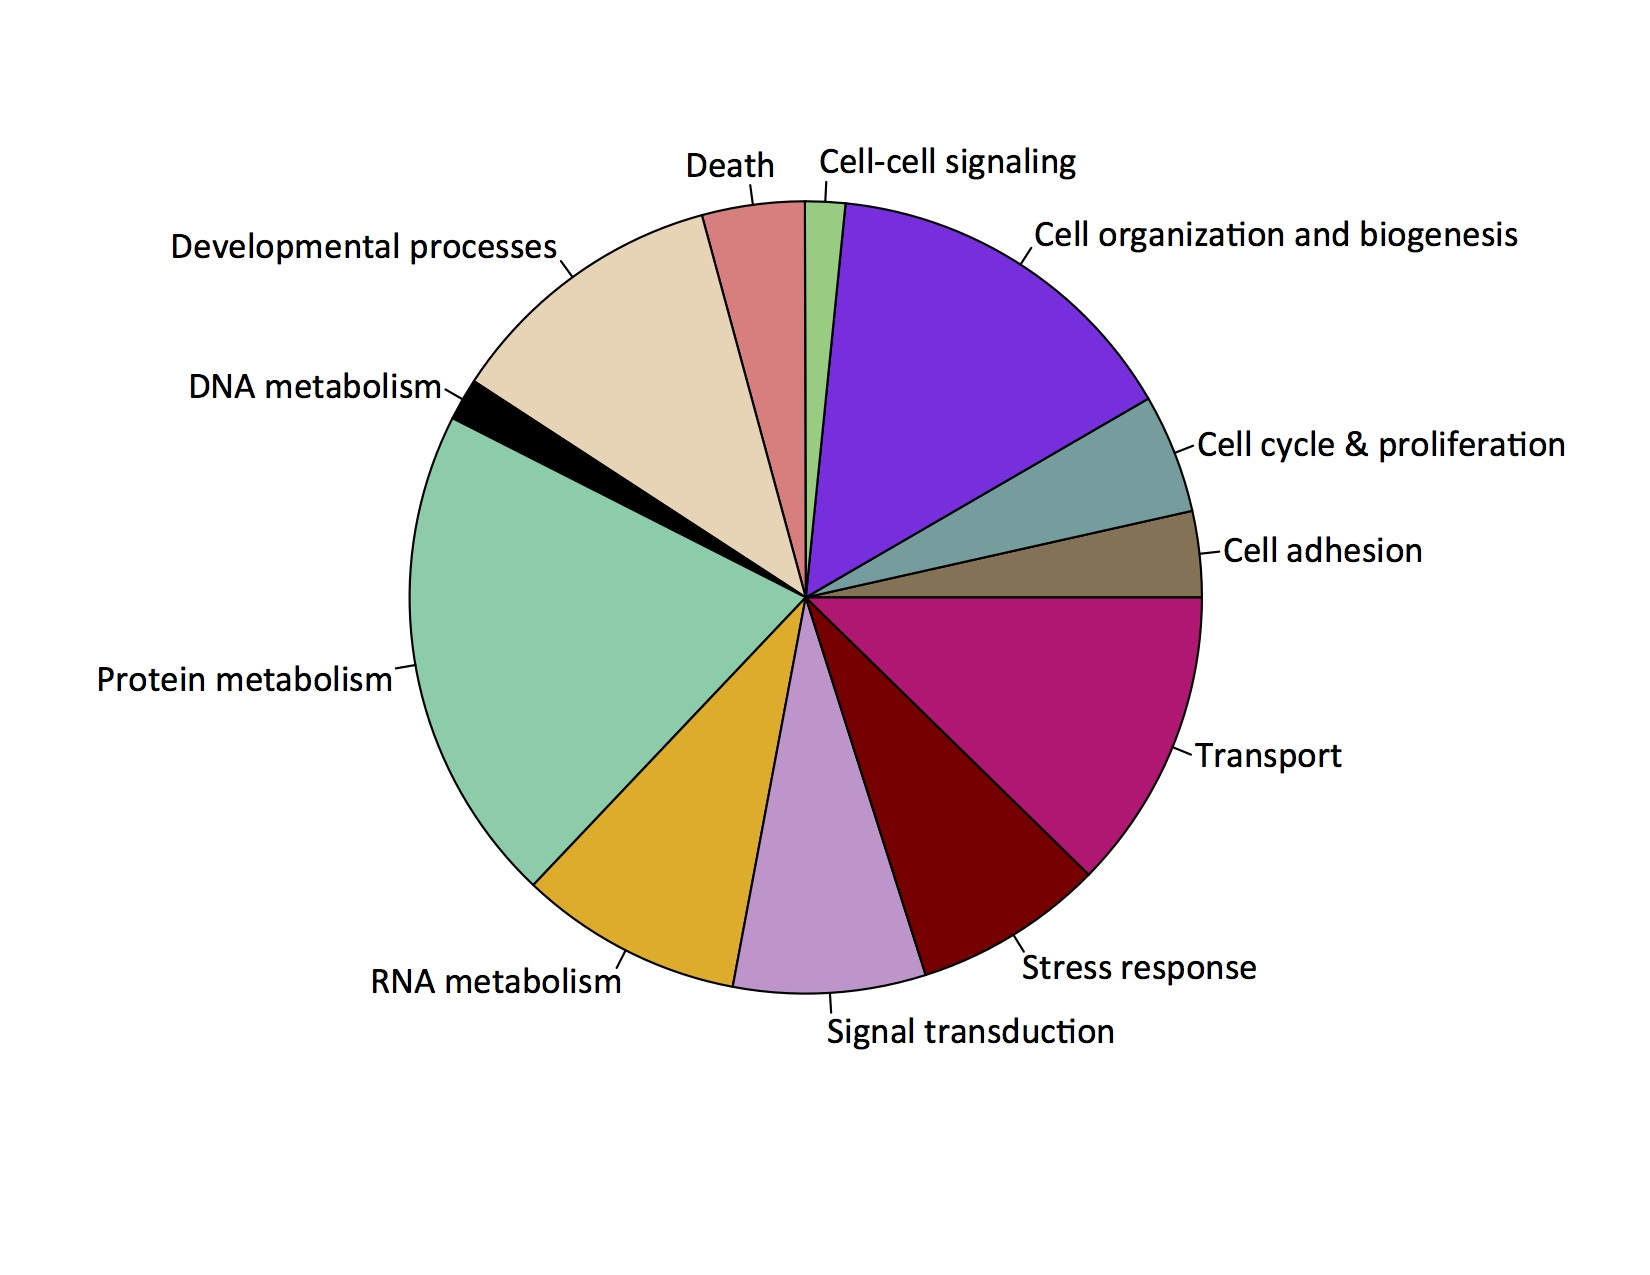 Death
Cell-cell signaling
Cell organization and biogenesis
Developmental processes
DNA metabolism
Cell cycle & proliferation
Cell adhesion
Protein metabolism
Transport
RNA metabolism
Stress response
Signal transduction